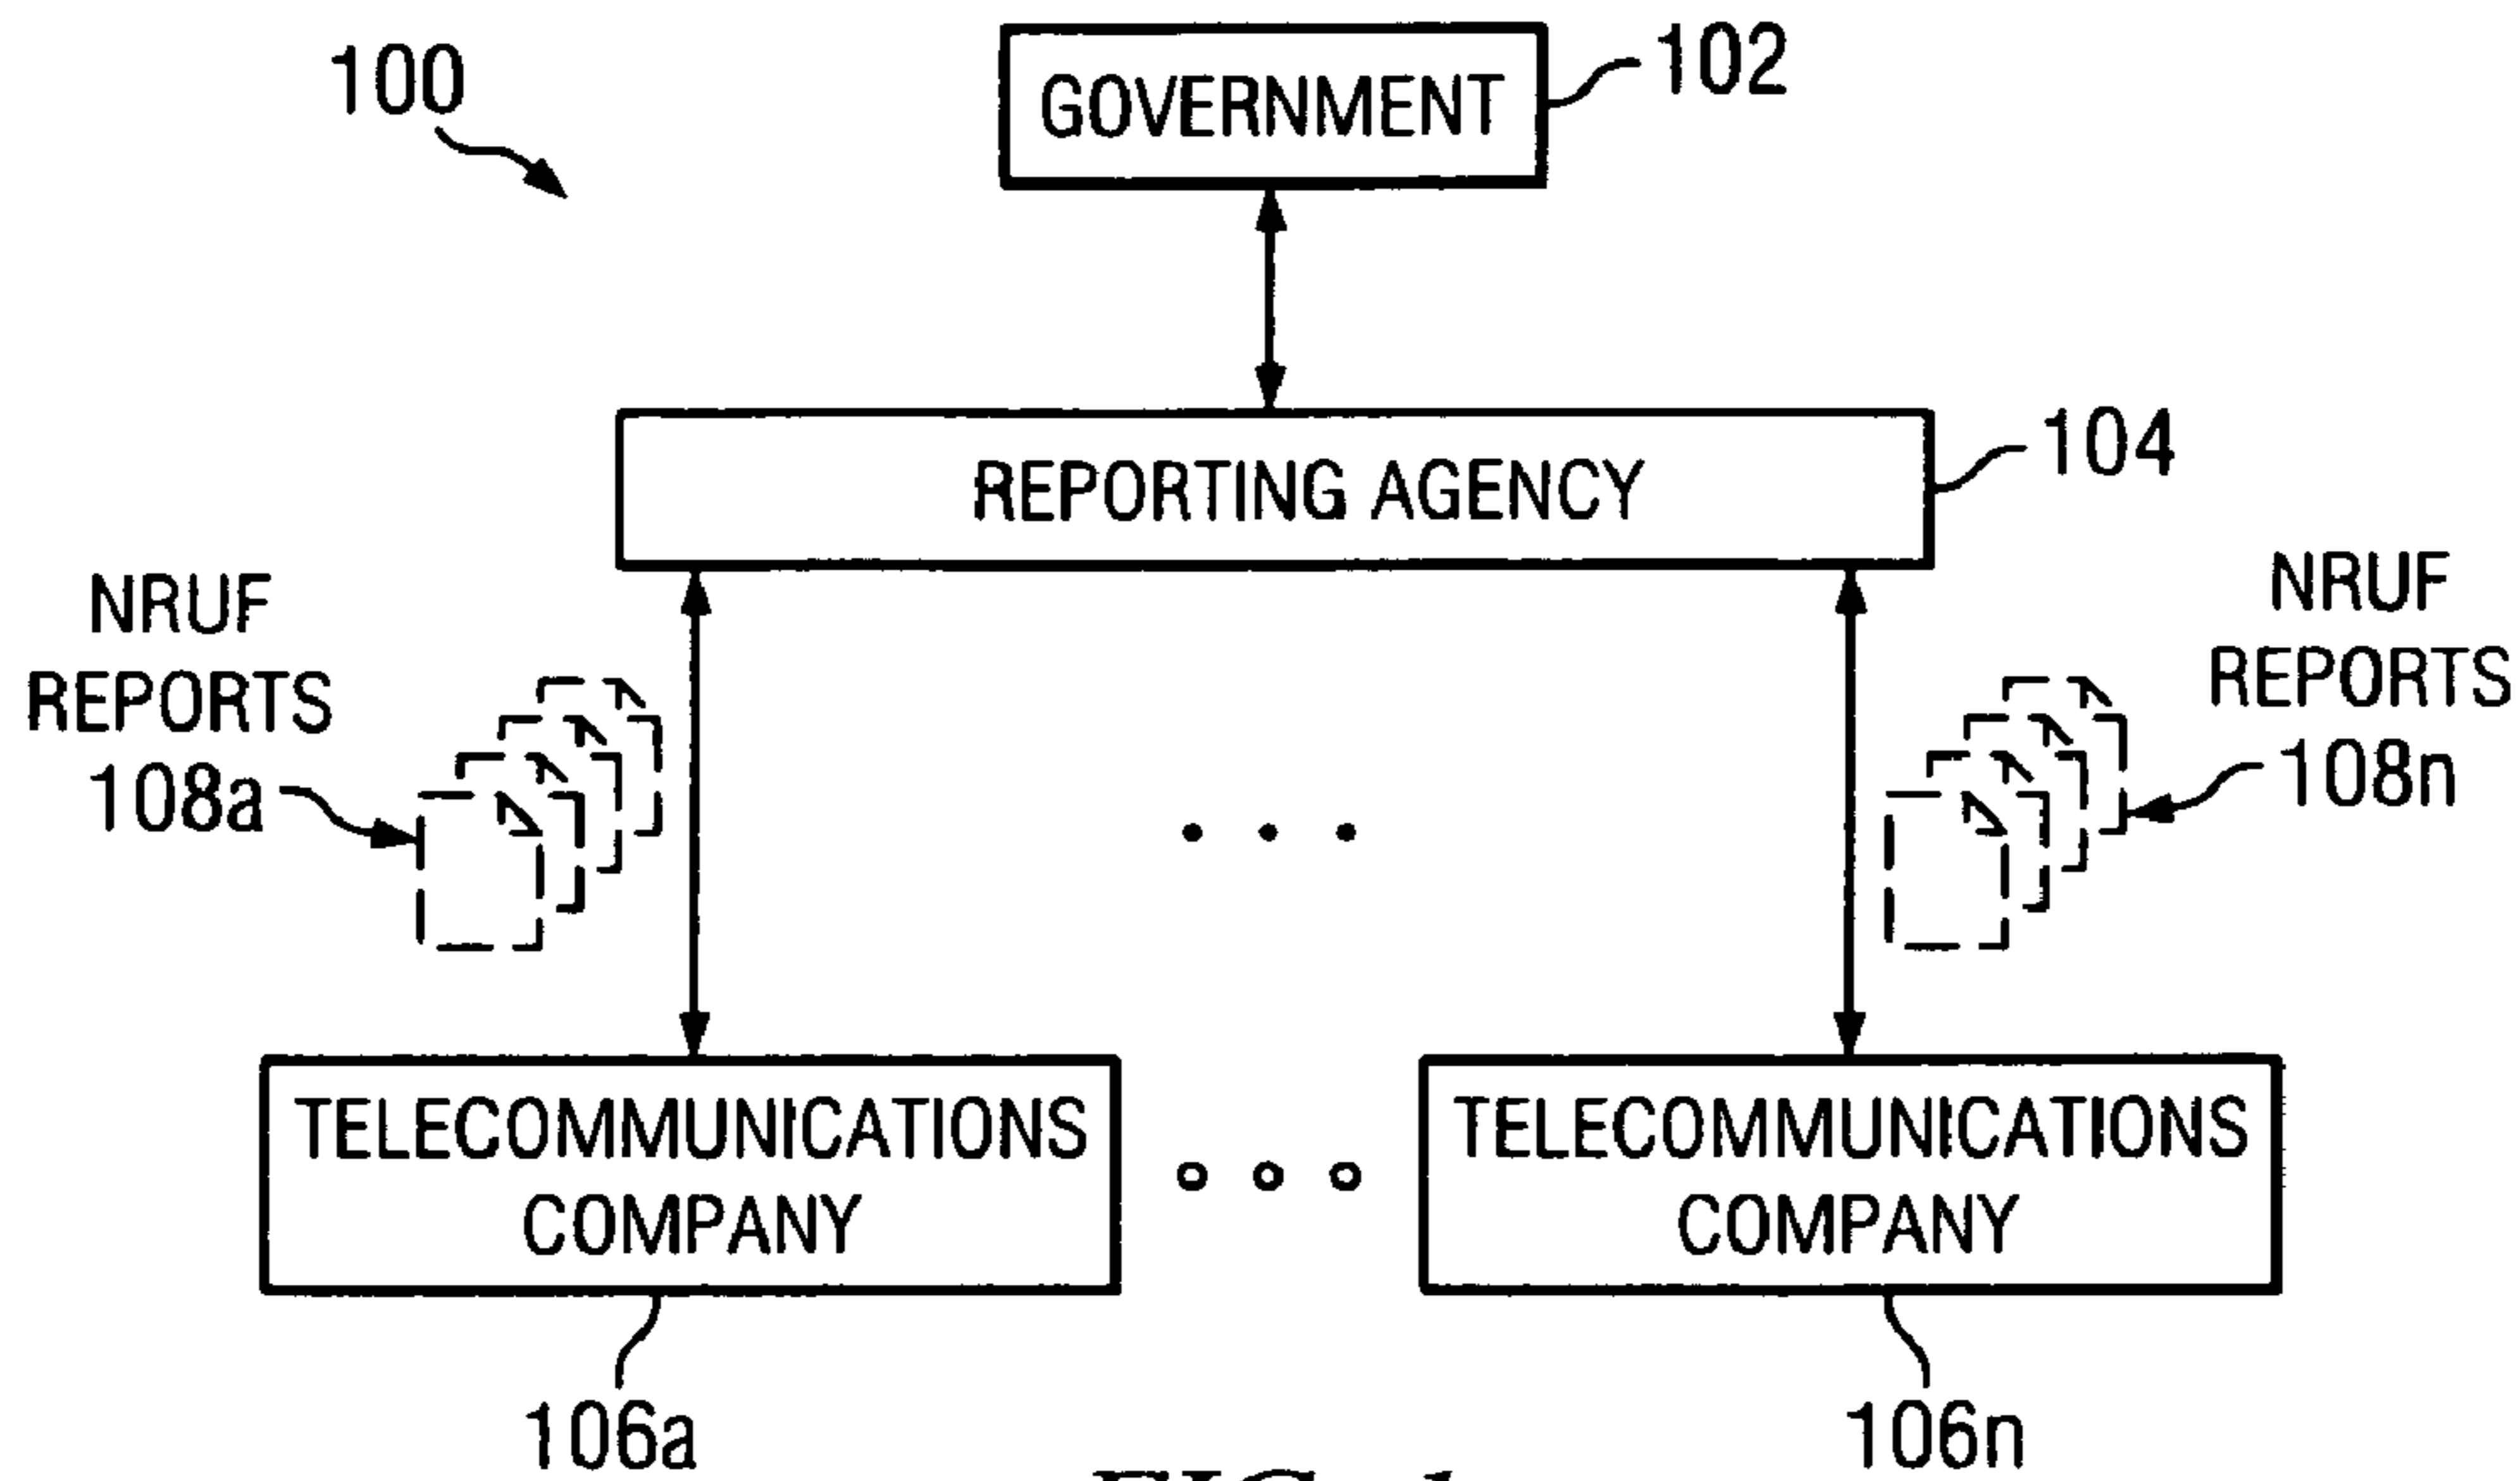 100
GOVERNMENT
102
REPORTING AGENCY
104
NRUF
REPORTS
108a
NRUF
REPORTS
108n
TELECOMMUNICATIONS
COMPANY
TELECOMMUNICATIONS
COMPANY
106a
106n